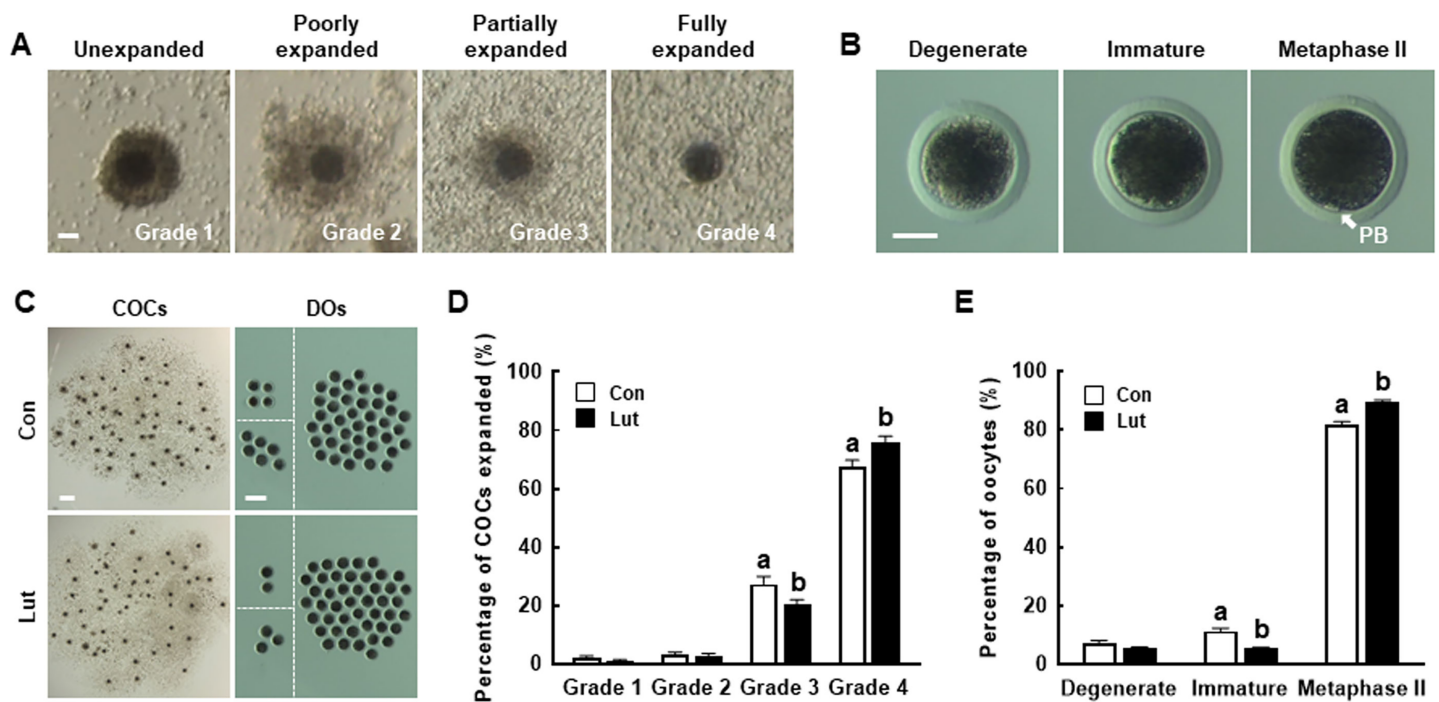 A
Unexpanded
Poorly
expanded
Partially
expanded
Fully
expanded
Grade 1
Grade 2
Grade 3
Grade 4
B
Degenerate
Immature
Metaphase II
PB
C
COCs
DOs
Con
Lut
D
Percentage of COCs expanded (%)
100
80
60
40
20
0
Con
Lut
a
b
a
b
Grade 1
Grade 2
Grade 3
Grade 4
E
Percentage of oocytes (%)
100
80
60
40
20
0
Con
Lut
a
b
a
b
Degenerate
Immature
Metaphase II